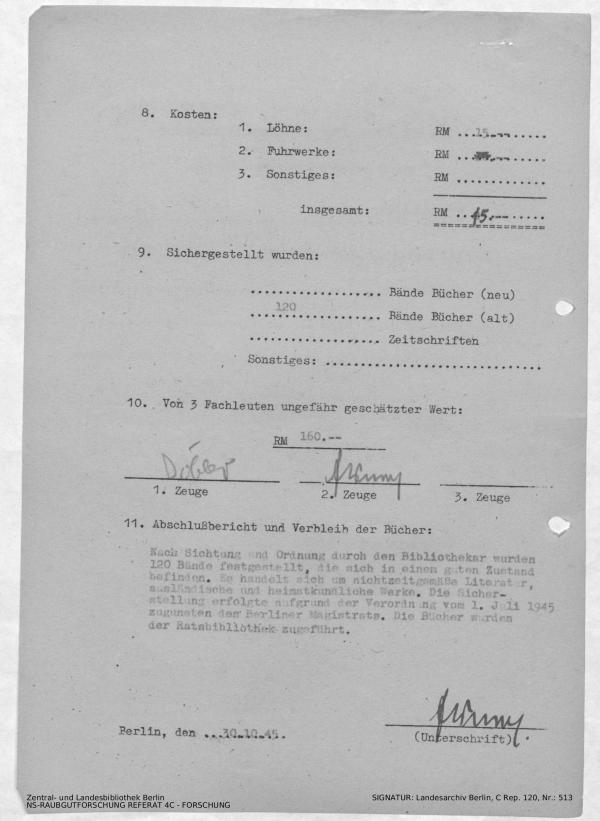 8. Kosten:
1. Löhne: RM ...15.--......
2. Fuhrwerke: RM
3. Sonstiges: RM ............
insgesamt: RM ..15.--.....
9. Sichergestellt wurden:
.................. Bände Bücher (neu)
120
.................. Bände Bücher (alt)
.................. Zeitschriften
Sonstiges: ..............................
10. Von 3 Fachleuten ungefähr geschätzter Wert:
RM 160.--
1. Zeuge 2. Zeuge 3. Zeuge
11. Abschlußbericht und Verbleib der Bücher:
Nach Sichtung und Ordnung durch den Bibliothekar wurden
120 Bände festgestellt, die sich in einem guten Zustand
befinden. Es handelt sich um nichtzeitgemäße Literatur,
ausländische und heimatkundliche Werke. Die Sicher-
stellung erfolgte aufgrund der Verordnung vom 1. Juli 1945
zugunsten des Berliner Magistrats. Die Bücher wurden
der Ratsbibliothek zugeführt.
Berlin, den ..30.10.45.
(Unterschrift)
Zentral- und Landesbibliothek Berlin
NS-RAUBGUTFORSCHUNG REFERAT 4C - FORSCHUNG
SIGNATUR: Landesarchiv Berlin, C Rep. 120, Nr.: 513